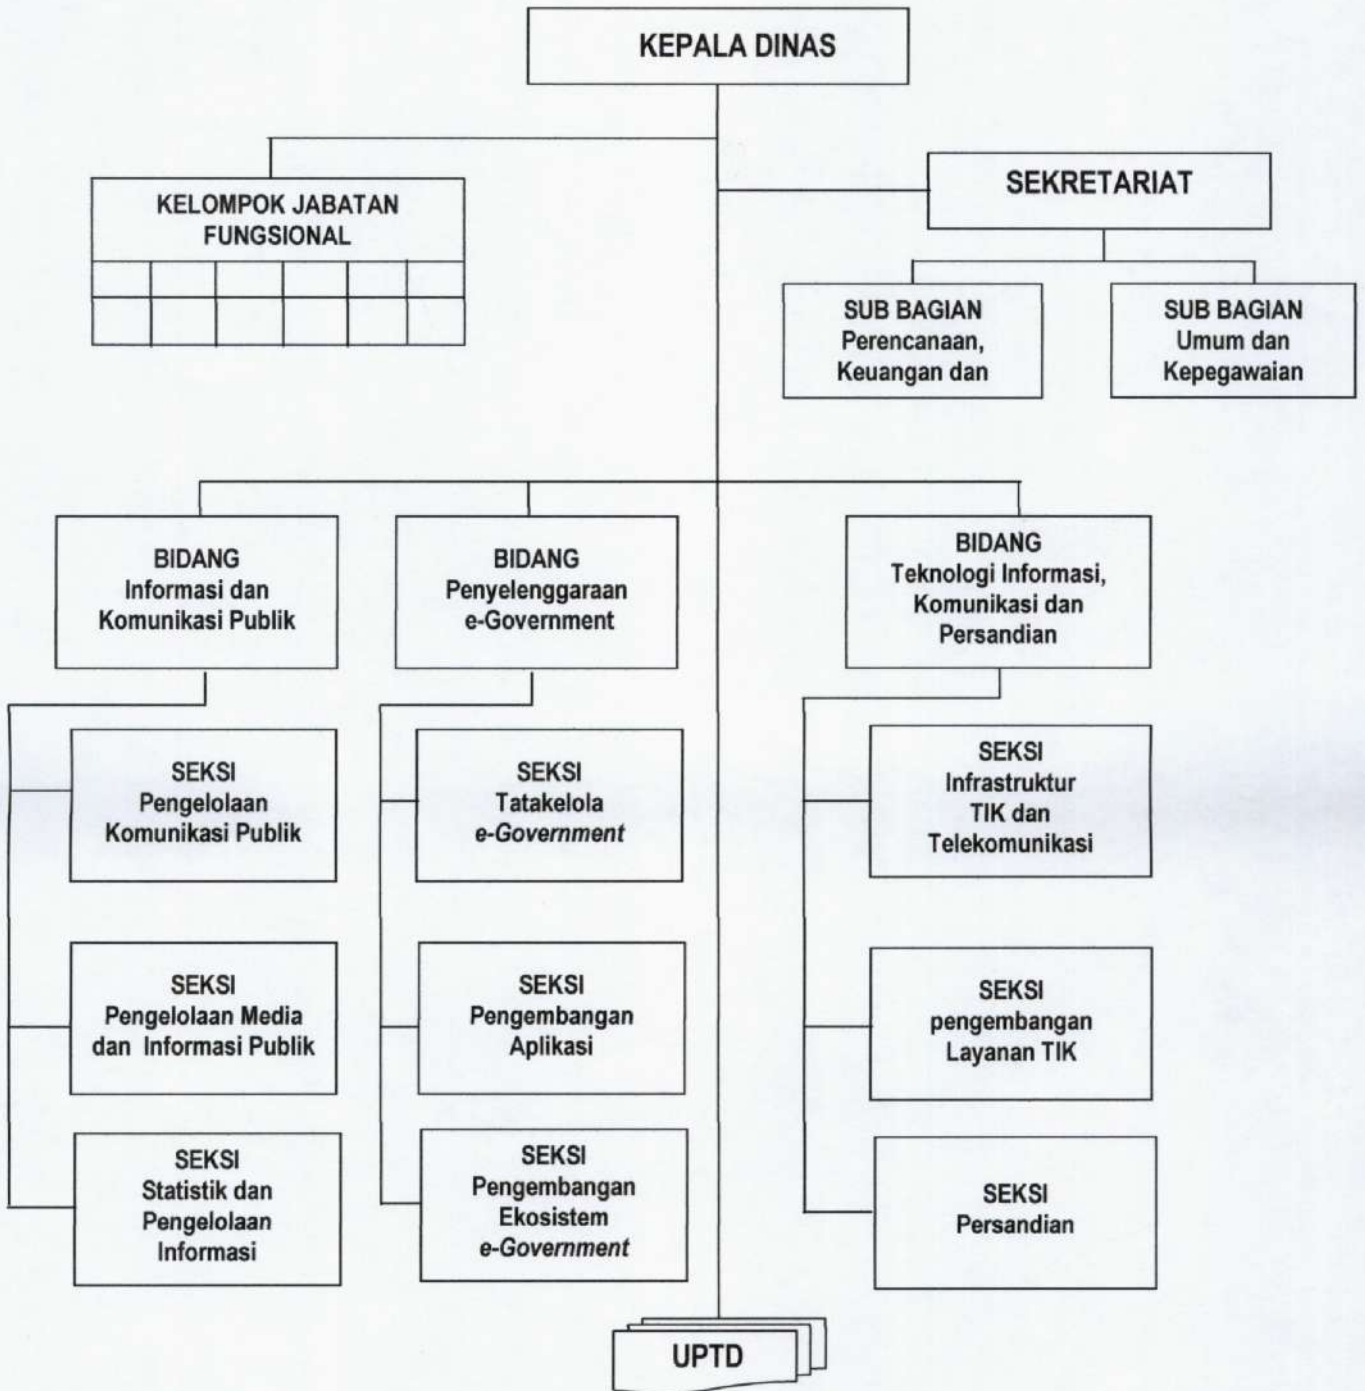 KEPALA DINAS
KELOMPOK JABATAN
FUNGSIONAL
SEKRETARIAT
SUB BAGIAN
Perencanaan,
Keuangan dan
SUB BAGIAN
Umum dan
Kepegawaian
BIDANG
Informasi dan
Komunikasi Publik
BIDANG
Penyelenggaraan
e-Government
BIDANG
Teknologi Informasi,
Komunikasi dan
Persandian
SEKSI
Pengelolaan
Komunikasi Publik
SEKSI
Tatakelola
e-Government
SEKSI
Infrastruktur
TIK dan
Telekomunikasi
SEKSI
Pengelolaan Media
dan Informasi Publik
SEKSI
Pengembangan
Aplikasi
SEKSI
pengembangan
Layanan TIK
SEKSI
Statistik dan
Pengelolaan
Informasi
SEKSI
Pengembangan
Ekosistem
e-Government
SEKSI
Persandian
UPTD